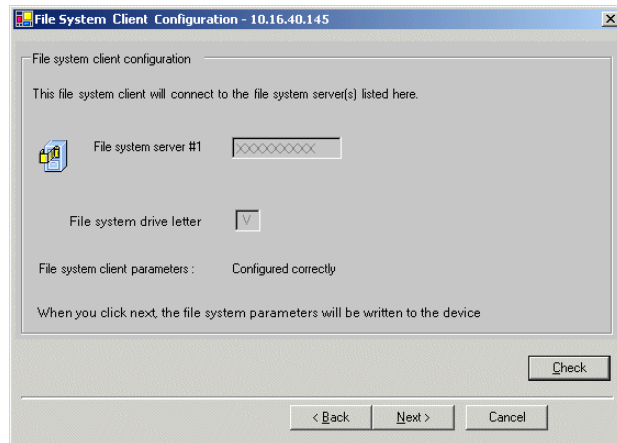 File System Client Configuration - 10.16.40.145
File system client configuration
This file system client will connect to the file system server(s) listed here.
File system server #1 XXXXXXXXXX
File system drive letter V
File system client parameters : Configured correctly
When you click next, the file system parameters will be written to the device
Check
< Back Next > Cancel